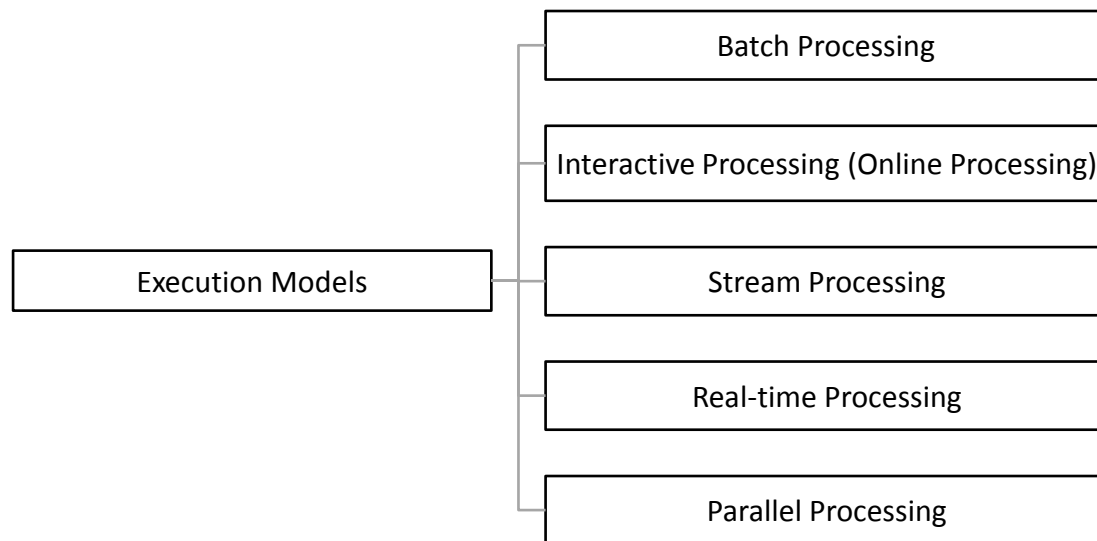 Batch Processing
Interactive Processing (Online Processing)
Execution Models
Stream Processing
Real-time Processing
Parallel Processing